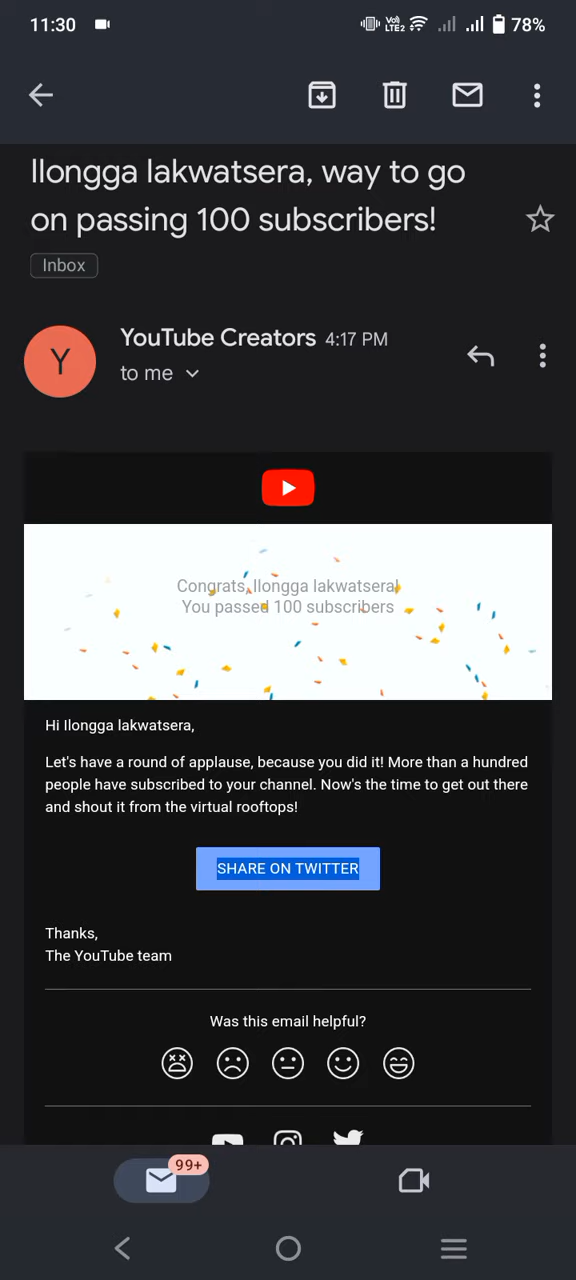 11:30
Vo)
LTE2
78%
Ilongga lakwatsera, way to go
on passing 100 subscribers!
Inbox
Y
YouTube Creators 4:17 PM
to me
Congrats, Ilongga lakwatsera!
You passed 100 subscribers
Hi Ilongga lakwatsera,
Let's have a round of applause, because you did it! More than a hundred
people have subscribed to your channel. Now's the time to get out there
and shout it from the virtual rooftops!
SHARE ON TWITTER
Thanks,
The YouTube team
Was this email helpful?
99+